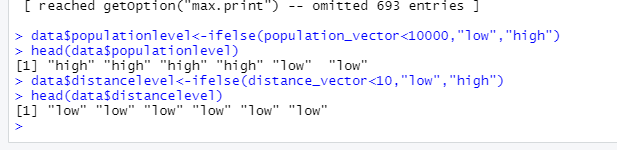 [ reached getOption("max.print") -- omitted 693 entries ]
> data$populationlevel<-ifelse(population_vector<10000,"low","high")
> head(data$populationlevel)
[1] "high" "high" "high" "high" "low"  "low"
> data$distancelevel<-ifelse(distance_vector<10,"low","high")
> head(data$distancelevel)
[1] "low" "low" "low" "low" "low" "low"
>